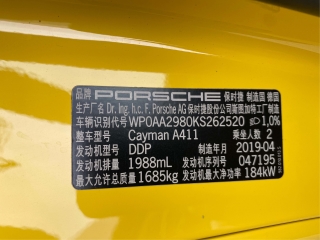 品牌 PORSCHE 保时捷 制造国 德国
生产厂名 Dr. Ing. h.c. F. Porsche AG 保时捷股份公司斯图加特工厂
车辆识别代号 WP0AA2980KS262520 1,0%
整车型号 Cayman A411 乘坐人数 2
发动机型号 DDP 制造年月 2019-04
发动机排量 1988mL 发动机号 047195
最大允许总质量 1685kg 发动机最大净功率 184kW